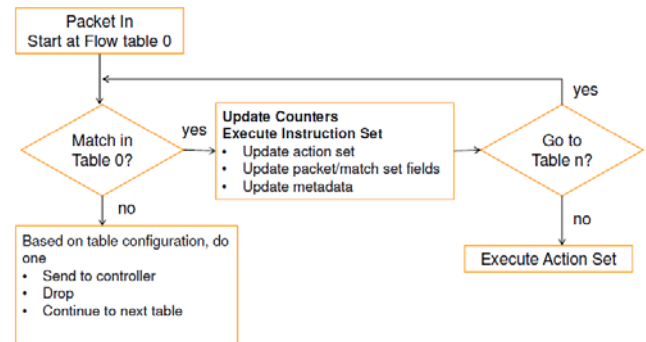 Packet In
Start at Flow table 0
yes
Match in
Table 0?
yes
Update Counters
Execute Instruction Set
• Update action set
• Update packet/match set fields
• Update metadata
Go to
Table n?
no
no
Based on table configuration, do
one
• Send to controller
• Drop
• Continue to next table
Execute Action Set